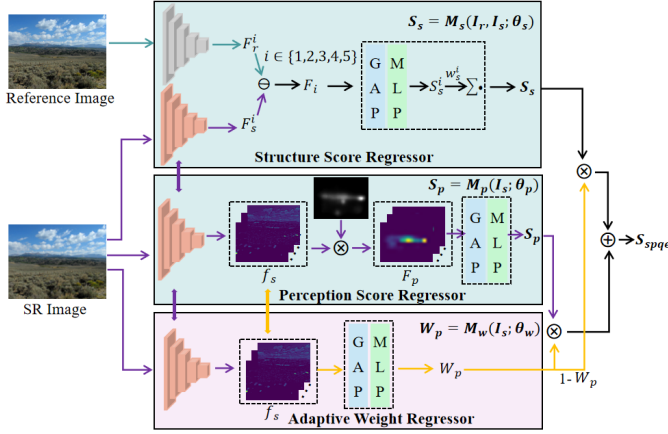 S_s = M_s(I_r, I_s; θ_s)
F_r^i
i ∈ {1,2,3,4,5}
Reference Image
⊖
F_i
G A P
M L P
S_s^i
w_s^i
∑•
S_s
F_s^i
Structure Score Regressor
⊗
S_p = M_p(I_s; θ_p)
G A P
M L P
S_p
⊗
f_s
F_p
⊕
S_spqe
SR Image
Perception Score Regressor
W_p = M_w(I_s; θ_w)
⊗
G A P
M L P
W_p
1- W_p
f_s
Adaptive Weight Regressor